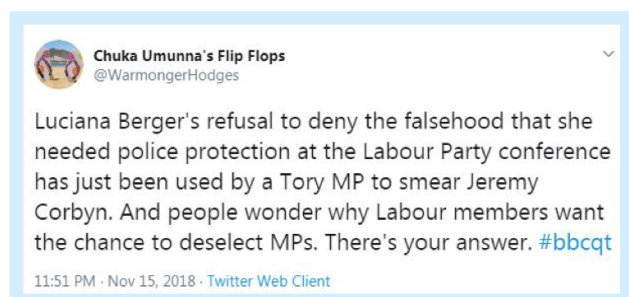 Chuka Umunna's Flip Flops
@WarmongerHodges
Luciana Berger's refusal to deny the falsehood that she
needed police protection at the Labour Party conference
has just been used by a Tory MP to smear Jeremy
Corbyn. And people wonder why Labour members want
the chance to deselect MPs. There's your answer. #bbcqt
11:51 PM · Nov 15, 2018 · Twitter Web Client